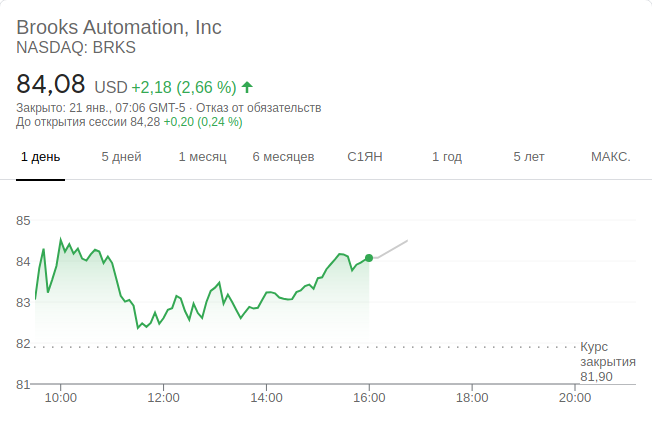 Brooks Automation, Inc
NASDAQ: BRKS
84,08 USD +2,18 (2,66 %)
Закрыто: 21 янв., 07:06 GMT-5 · Отказ от обязательств
До открытия сессии 84,28 +0,20 (0,24 %)
1 день 5 дней 1 месяц 6 месяцев С1ЯН 1 год 5 лет МАКС.
85
84
83
82
Курс
закрытия
81,90
81
10:00 12:00 14:00 16:00 18:00 20:00